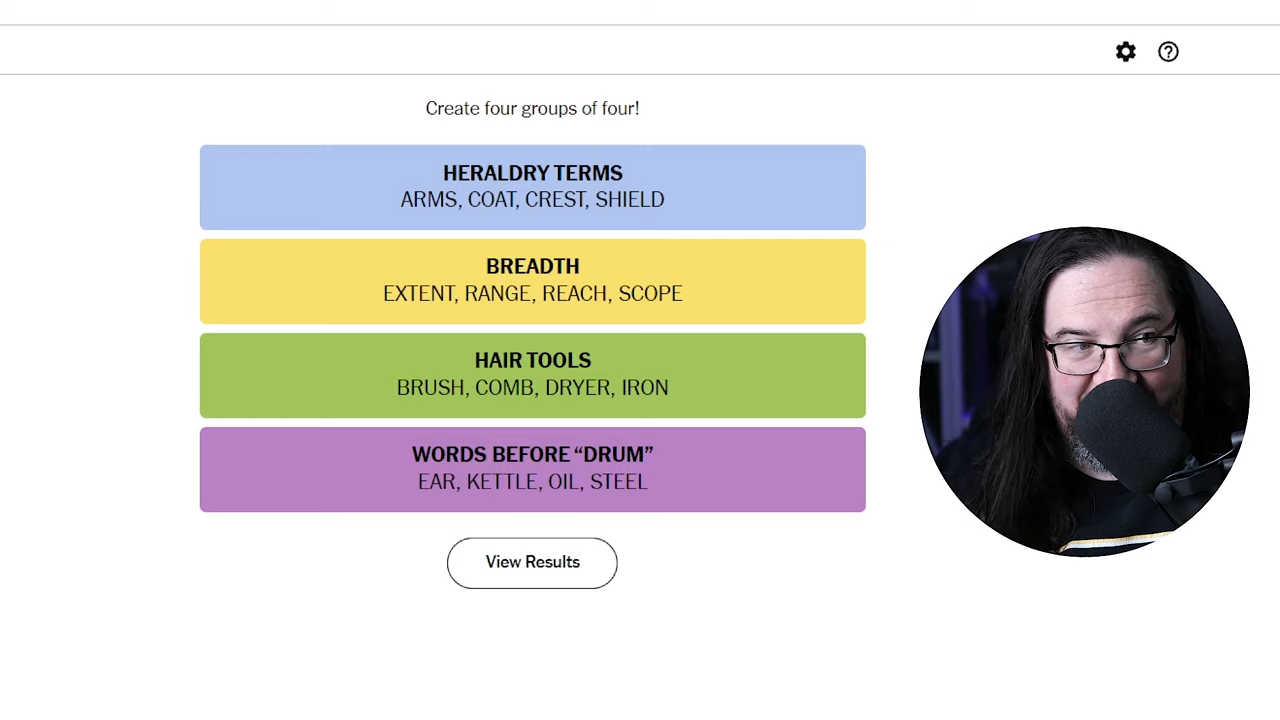 Create four groups of four!
HERALDRY TERMS
ARMS, COAT, CREST, SHIELD
BREADTH
EXTENT, RANGE, REACH, SCOPE
HAIR TOOLS
BRUSH, COMB, DRYER, IRON
WORDS BEFORE “DRUM”
EAR, KETTLE, OIL, STEEL
View Results